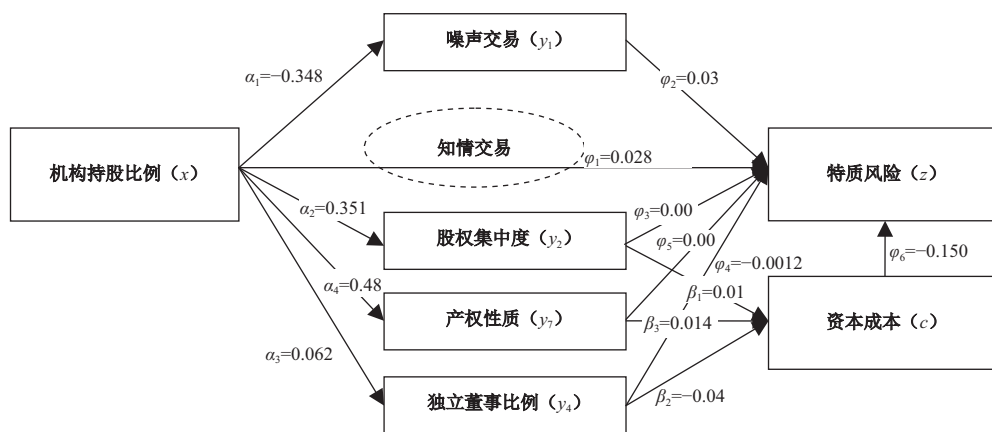 噪声交易（y₁）
α₁=−0.348
φ₂=0.03
机构持股比例（x）
知情交易
φ₁=0.028
特质风险（z）
α₂=0.351
股权集中度（y₂）
φ₃=0.00
φ₅=0.00
φ₄=−0.0012
φ₆=−0.150
α₄=0.48
产权性质（y₇）
β₁=0.01
β₃=0.014
资本成本（c）
α₃=0.062
独立董事比例（y₄）
β₂=−0.04